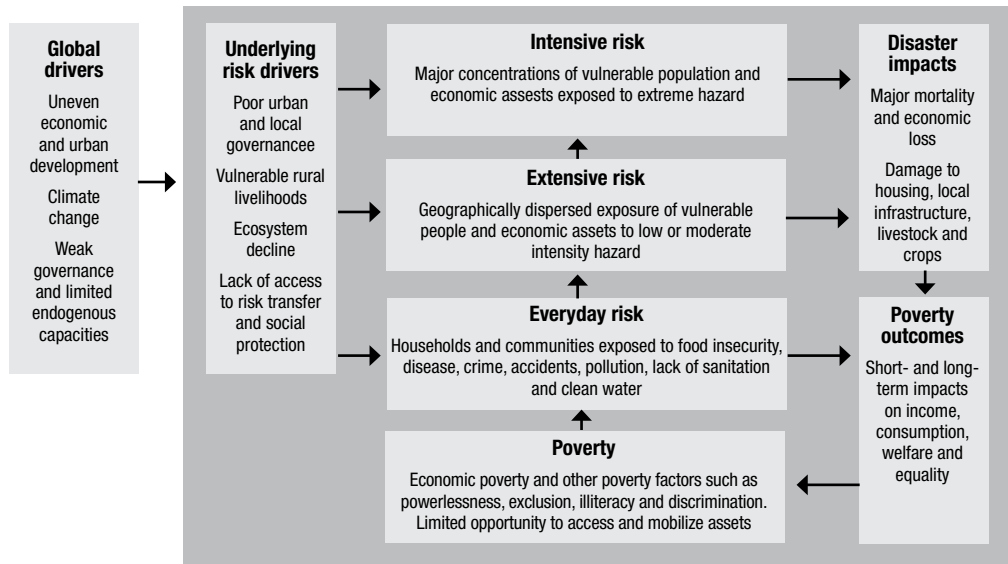 Global
drivers
Uneven
economic
and urban
development
Climate
change
Weak
governance
and limited
endogenous
capacities
Underlying
risk drivers
Poor urban
and local
governancee
Vulnerable rural
livelihoods
Ecosystem
decline
Lack of access
to risk transfer
and social
protection
Intensive risk
Major concentrations of vulnerable population and
economic assests exposed to extreme hazard
Extensive risk
Geographically dispersed exposure of vulnerable
people and economic assets to low or moderate
intensity hazard
Everyday risk
Households and communities exposed to food insecurity,
disease, crime, accidents, pollution, lack of sanitation
and clean water
Poverty
Economic poverty and other poverty factors such as
powerlessness, exclusion, illiteracy and discrimination.
Limited opportunity to access and mobilize assets
Disaster
impacts
Major mortality
and economic
loss
Damage to
housing, local
infrastructure,
livestock and
crops
Poverty
outcomes
Short- and long-
term impacts
on income,
consumption,
welfare and
equality